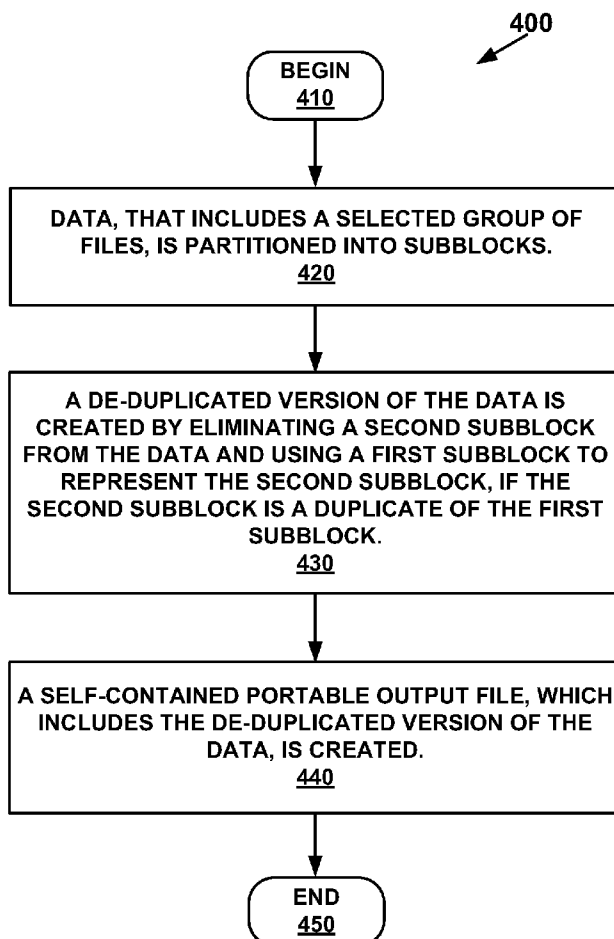 400
BEGIN
410
DATA, THAT INCLUDES A SELECTED GROUP OF
FILES, IS PARTITIONED INTO SUBBLOCKS.
420
A DE-DUPLICATED VERSION OF THE DATA IS
CREATED BY ELIMINATING A SECOND SUBBLOCK
FROM THE DATA AND USING A FIRST SUBBLOCK TO
REPRESENT THE SECOND SUBBLOCK, IF THE
SECOND SUBBLOCK IS A DUPLICATE OF THE FIRST
SUBBLOCK.
430
A SELF-CONTAINED PORTABLE OUTPUT FILE, WHICH
INCLUDES THE DE-DUPLICATED VERSION OF THE
DATA, IS CREATED.
440
END
450